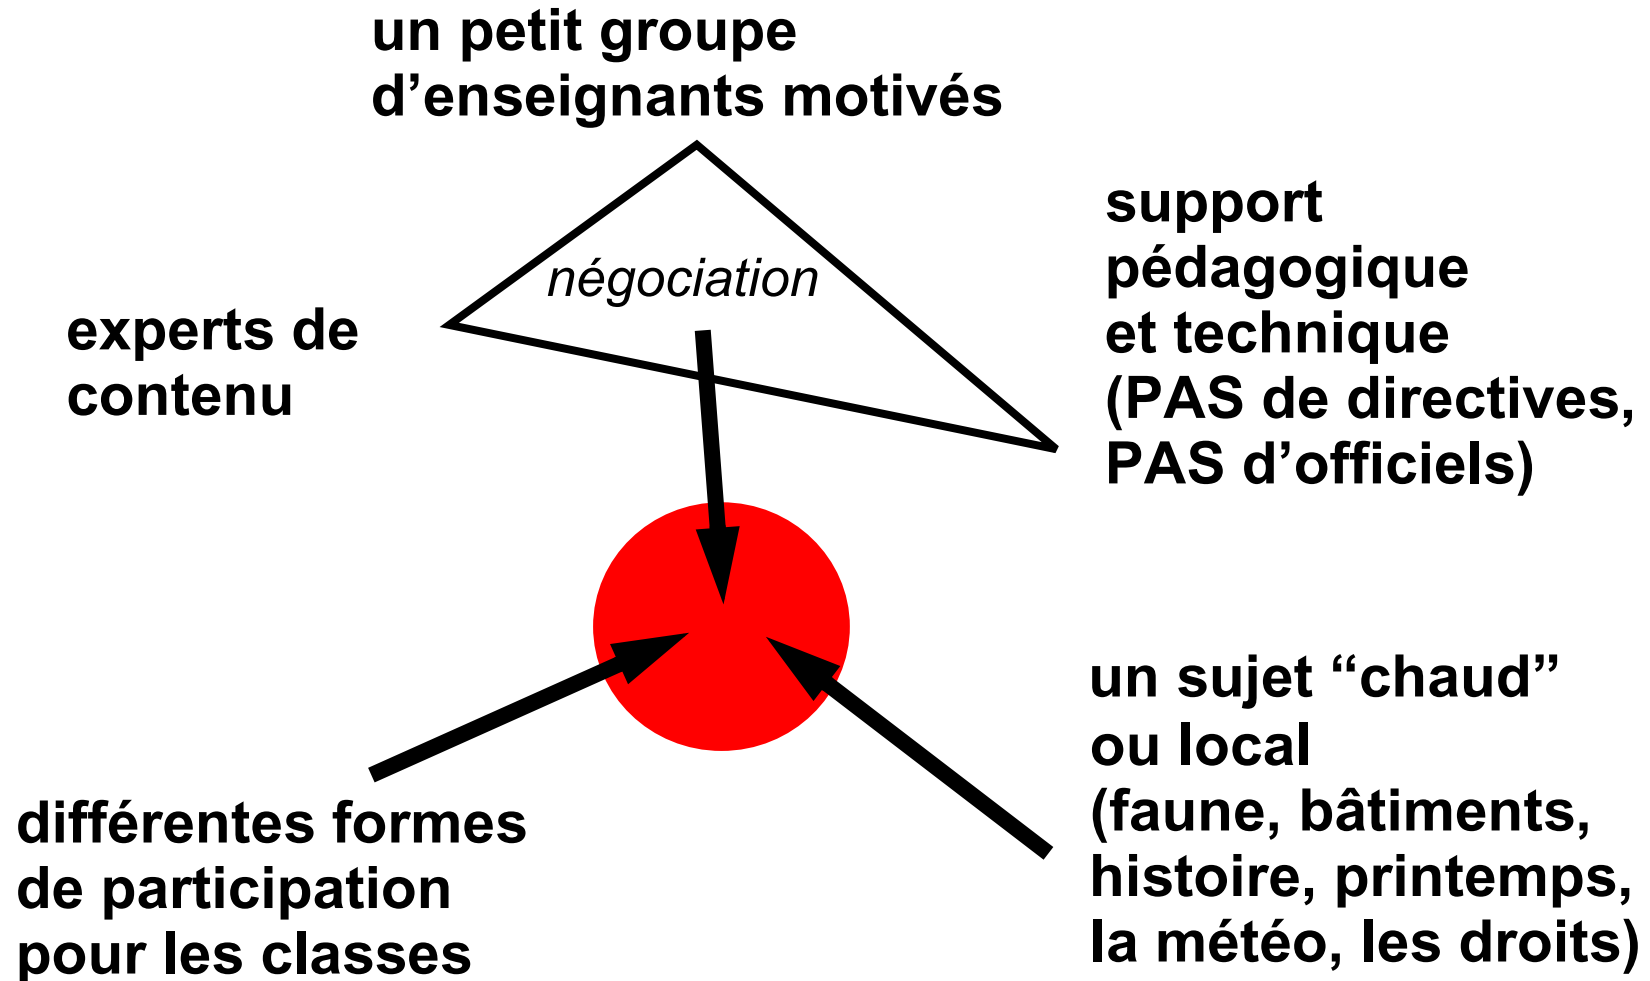 un petit groupe
d’enseignants motivés
négociation
experts de
contenu
support
pédagogique
et technique
(PAS de directives,
PAS d’officiels)
différentes formes
de participation
pour les classes
un sujet “chaud”
ou local
(faune, bâtiments,
histoire, printemps,
la météo, les droits)